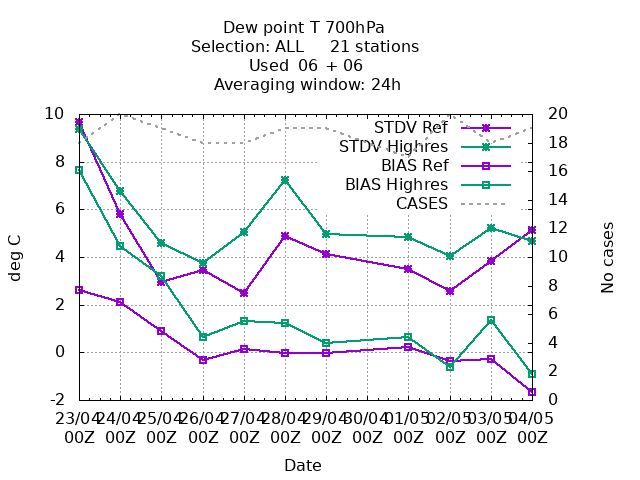 Dew point T 700hPa
Selection: ALL     21 stations
Used  06 + 06
Averaging window: 24h
10
8
6
4
2
0
-2
20
18
16
14
12
10
8
6
4
2
0
deg C
No cases
STDV Ref
STDV Highres
BIAS Ref
BIAS Highres
CASES
23/04 24/04 25/04 26/04 27/04 28/04 29/04 30/04 01/05 02/05 03/05 04/05
00Z 00Z 00Z 00Z 00Z 00Z 00Z 00Z 00Z 00Z 00Z 00Z
Date